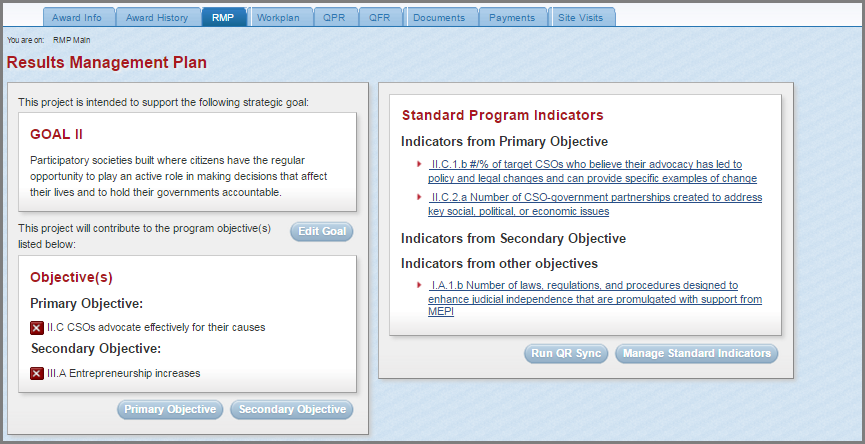 Award Info Award History RMP Workplan QPR QFR Documents Payments Site Visits
You are on: RMP Main
Results Management Plan
This project is intended to support the following strategic goal:
GOAL II
Participatory societies built where citizens have the regular
opportunity to play an active role in making decisions that affect
their lives and to hold their governments accountable.
This project will contribute to the program objective(s)
listed below:
Edit Goal
Objective(s)
Primary Objective:
II.C CSOs advocate effectively for their causes
Secondary Objective:
III.A Entrepreneurship increases
Primary Objective Secondary Objective
Standard Program Indicators
Indicators from Primary Objective
II.C.1.b #/% of target CSOs who believe their advocacy has led to
policy and legal changes and can provide specific examples of change
II.C.2.a Number of CSO-government partnerships created to address
key social, political, or economic issues
Indicators from Secondary Objective
Indicators from other objectives
I.A.1.b Number of laws, regulations, and procedures designed to
enhance judicial independence that are promulgated with support from
MEPI
Run QR Sync Manage Standard Indicators